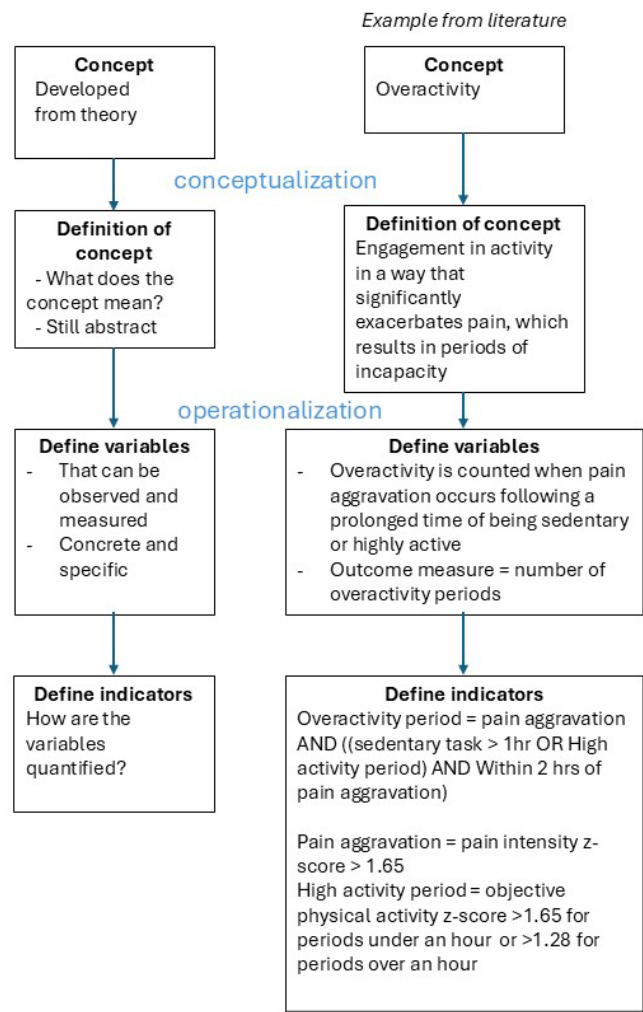 Example from literature
Concept
Developed
from theory
Concept
Overactivity
conceptualization
Definition of
concept
- What does the
concept mean?
- Still abstract
Definition of concept
Engagement in activity
in a way that
significantly
exacerbates pain, which
results in periods of
incapacity
operationalization
Define variables
- That can be
observed and
measured
- Concrete and
specific
Define variables
- Overactivity is counted when pain
aggravation occurs following a
prolonged time of being sedentary
or highly active
- Outcome measure = number of
overactivity periods
Define indicators
How are the
variables
quantified?
Define indicators
Overactivity period = pain aggravation
AND ((sedentary task > 1hr OR High
activity period) AND Within 2 hrs of
pain aggravation)
Pain aggravation = pain intensity z-
score > 1.65
High activity period = objective
physical activity z-score >1.65 for
periods under an hour or >1.28 for
periods over an hour